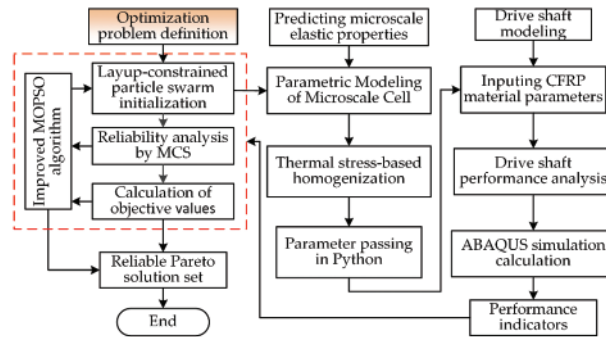 Optimization
problem definition
Layup-constrained
particle swarm
initialization
Improved MOPSO
algorithm
Reliability analysis
by MCS
Calculation of
objective values
Reliable Pareto
solution set
End
Predicting microscale
elastic properties
Parametric Modeling
of Microscale Cell
Thermal stress-based
homogenization
Parameter passing
in Python
Drive shaft
modeling
Inputing CFRP
material parameters
Drive shaft
performance analysis
ABAQUS simulation
calculation
Performance
indicators